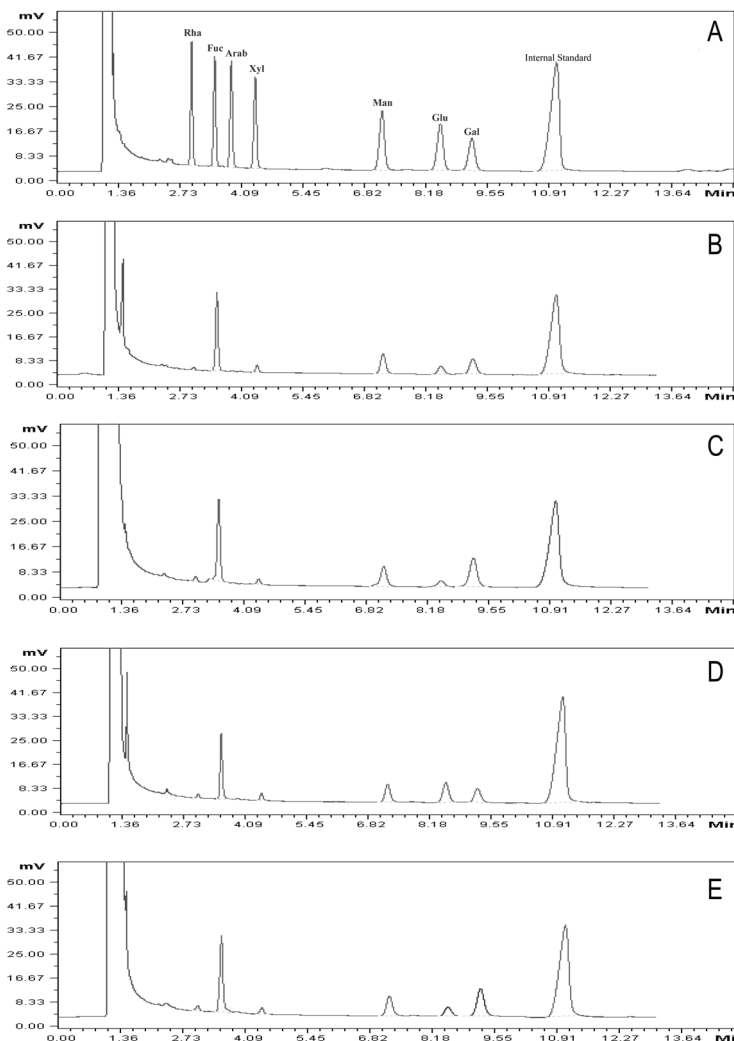 mV
A
50.00
41.67
33.33
25.00
16.67
8.33
0.00
Rha
Fuc
Arab
Xyl
Man
Glu
Gal
Internal Standard
0.00 1.36 2.73 4.09 5.45 6.82 8.18 9.55 10.91 12.27 13.64 Min
mV
B
50.00
41.67
33.33
25.00
16.67
8.33
0.00
0.00 1.36 2.73 4.09 5.45 6.82 8.18 9.55 10.91 12.27 13.64 Min
mV
C
50.00
41.67
33.33
25.00
16.67
8.33
0.00
0.00 1.36 2.73 4.09 5.45 6.82 8.18 9.55 10.91 12.27 13.64 Min
mV
D
50.00
41.67
33.33
25.00
16.67
8.33
0.00
0.00 1.36 2.73 4.09 5.45 6.82 8.18 9.55 10.91 12.27 13.64 Min
mV
E
50.00
41.67
33.33
25.00
16.67
8.33
0.00
0.00 1.36 2.73 4.09 5.45 6.82 8.18 9.55 10.91 12.27 13.64 Min